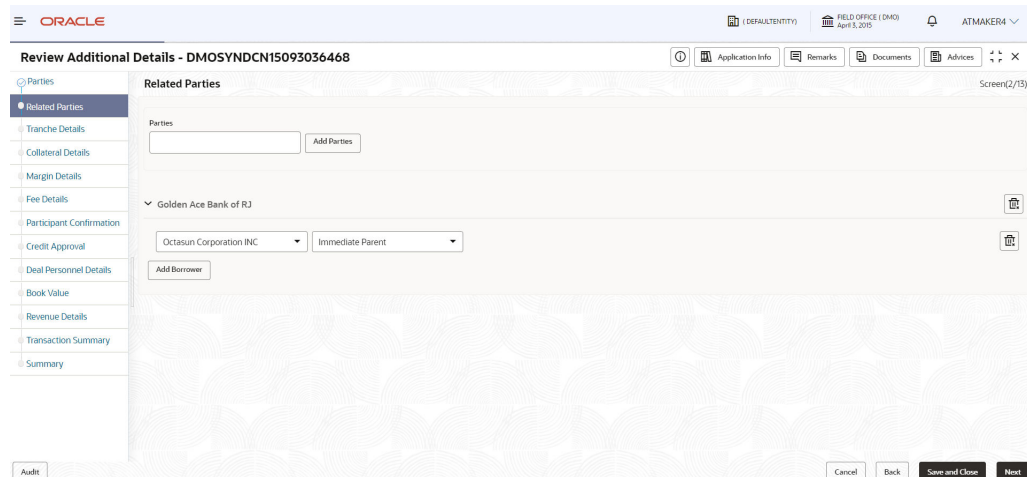 ORACLE
( DEFAULTENTITY)
FIELD OFFICE ( DMO)
April 3, 2015
ATMAKER4
Review Additional Details - DMOSYNDCN15093036468
Application Info
Remarks
Documents
Advices
Parties
Related Parties
Tranche Details
Collateral Details
Margin Details
Fee Details
Participant Confirmation
Credit Approval
Deal Personnel Details
Book Value
Revenue Details
Transaction Summary
Summary
Related Parties
Screen(2/13)
Parties
Add Parties
Golden Ace Bank of RJ
Octasun Corporation INC
Immediate Parent
Add Borrower
Audit
Cancel
Back
Save and Close
Next